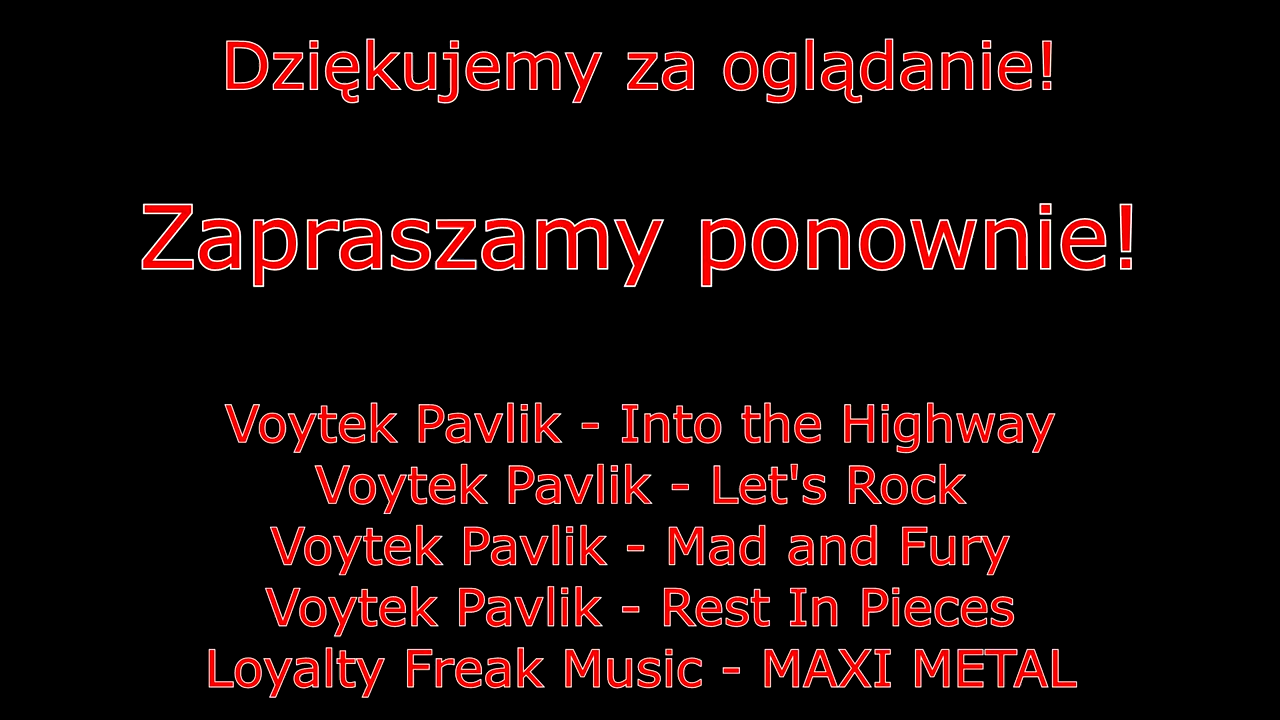 Dziękujemy za oglądanie!
Zapraszamy ponownie!
Voytek Pavlik - Into the Highway
Voytek Pavlik - Let's Rock
Voytek Pavlik - Mad and Fury
Voytek Pavlik - Rest In Pieces
Loyalty Freak Music - MAXI METAL